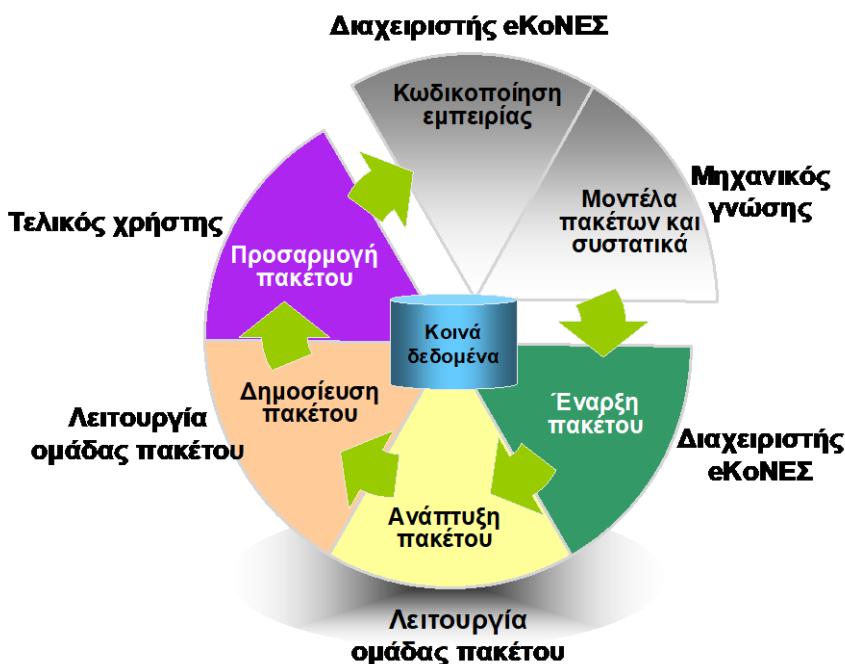 Διαχειριστής eΚοΝΕΣ
Κωδικοποίηση
εμπειρίας
Μηχανικός
γνώσης
Μοντέλα
πακέτων και
συστατικά
Τελικός χρήστης
Προσαρμογή
πακέτου
Κοινά
δεδομένα
Δημοσίευση
πακέτου
Έναρξη
πακέτου
Λειτουργία
ομάδας πακέτου
Διαχειριστής
eΚοΝΕΣ
Ανάπτυξη
πακέτου
Λειτουργία
ομάδας πακέτου